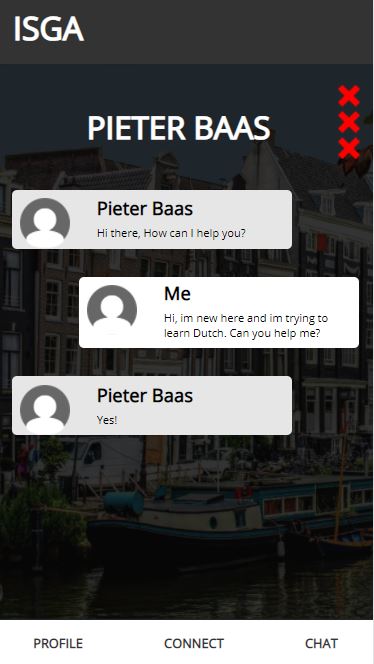 ISGA
PIETER BAAS
Pieter Baas
Hi there, How can I help you?
Me
Hi, im new here and im trying to
learn Dutch. Can you help me?
Pieter Baas
Yes!
PROFILE CONNECT CHAT